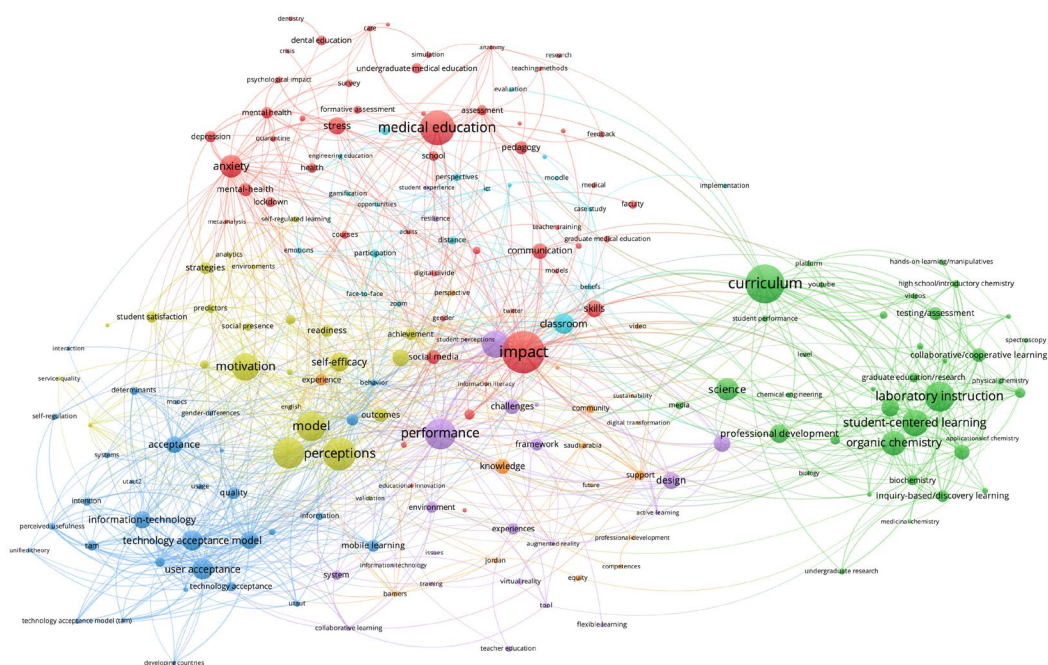 dentistry
care
dental education
crisis
simulation
anatomy
research
undergraduate medical education
teaching methods
psychological impact
survey
evaluation
mental health
formative assessment
assessment
stress
medical education
feedback
depression
quarantine
pedagogy
engineering education
school
anxiety
health
perspectives
moodle
mental-health
gamification
student experience
ict
medical
implementation
lockdown
opportunities
case study
faculty
metaanalysis
self-regulated learning
resilience
courses
adults
teacher training
distance
graduate medical education
emotions
participation
communication
analytics
strategies
environments
digital divide
models
platform
hands-on learning/manipulatives
curriculum
youtube
high school/introductory chemistry
face-to-face
perspective
beliefs
videos
predictors
zoom
skills
twitter
testing/assessment
student satisfaction
gender
classroom
student performance
social presence
readiness
achievement
video
student perceptions
spectroscopy
interaction
impact
level
collaborative/cooperative learning
social media
motivation
self-efficacy
service quality
experience
behavior
information literacy
graduate education/research
physical chemistry
determinants
science
chemical engineering
laboratory instruction
moocs
sustainability
english
challenges
community
media
self-regulation
gender-differences
outcomes
model
digital transformation
student-centered learning
performance
professional development
acceptance
framework
saudi arabia
organic chemistry
applications of chemistry
systems
perceptions
knowledge
utaut2
support
biology
usage
educational innovation
future
design
biochemistry
intention
quality
validation
inquiry-based/discovery learning
environment
active learning
perceived usefulness
information-technology
information
medicinal chemistry
experiences
technology acceptance model
augmented reality
professional-development
unified theory
tam
mobile learning
issues
jordan
user acceptance
system
information technology
competences
undergraduate research
technology acceptance
training
virtual reality
equity
barriers
utaut
tool
technology acceptance model (tam)
collaborative learning
flexible learning
teacher education
developing countries